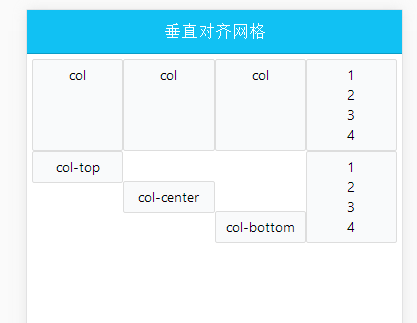 垂直对齐网格
col col col 1
2
3
4
col-top 1
2
col-center 3
col-bottom 4